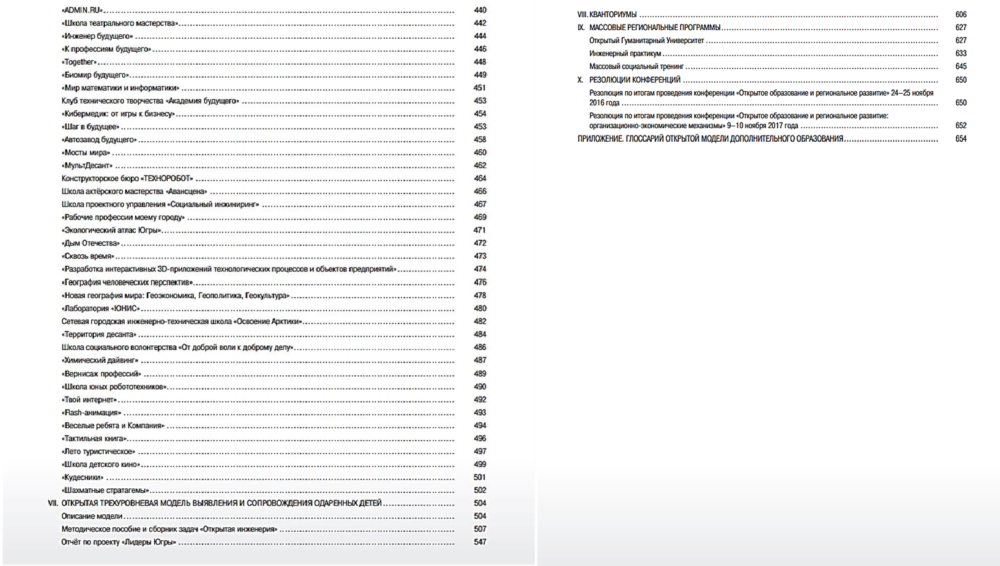 «ADMIN.RU» 440
«Школа театрального мастерства» 442
«Инженер будущего» 444
«К профессиям будущего» 446
«Together» 448
«Биомир будущего» 449
«Мир математики и информатики» 451
Клуб технического творчества «Академия будущего» 453
«Кибермедик: от игры к бизнесу» 454
«Шаг в будущее» 453
«Автозавод будущего» 458
«Мосты мира» 460
«МультДесант» 462
Конструкторское бюро «ТЕХНОРОБОТ» 464
Школа актёрского мастерства «Авансцена» 466
Школа проектного управления «Социальный инжиниринг» 467
«Рабочие профессии моему городу» 469
«Экологический атлас Югры» 471
«Дым Отечества» 472
«Сквозь время» 473
«Разработка интерактивных 3D-приложений технологических процессов и объектов предприятий» 474
«География человеческих перспектив» 476
«Новая география мира: Геоэкономика, Геополитика, Геокультура» 478
«Лаборатория «ЮНИС» 480
Сетевая городская инженерно-техническая школа «Освоение Арктики» 482
«Территория десанта» 484
Школа социального волонтерства «От доброй воли к доброму делу» 486
«Химический дайвинг» 487
«Вернисаж профессий» 489
«Школа юных робототехников» 490
«Твой интернет» 492
«Flash-анимация» 493
«Веселые ребята и Компания» 494
«Тактильная книга» 496
«Лето туристическое» 497
«Школа детского кино» 499
«Кудесники» 501
«Шахматные стратагемы» 502
VII. ОТКРЫТАЯ ТРЕХУРОВНЕВАЯ МОДЕЛЬ ВЫЯВЛЕНИЯ И СОПРОВОЖДЕНИЯ ОДАРЕННЫХ ДЕТЕЙ 504
Описание модели 504
Методическое пособие и сборник задач «Открытая инженерия» 507
Отчёт по проекту «Лидеры Югры» 547
VIII. КВАНТОРИУМЫ 606
IX. МАССОВЫЕ РЕГИОНАЛЬНЫЕ ПРОГРАММЫ 627
Открытый Гуманитарный Университет 627
Инженерный практикум 633
Массовый социальный тренинг 645
X. РЕЗОЛЮЦИИ КОНФЕРЕНЦИЙ 650
Резолюция по итогам проведения конференции «Открытое образование и региональное развитие» 24–25 ноября
2016 года 650
Резолюция по итогам проведения конференции «Открытое образование и региональное развитие:
организационно-экономические механизмы» 9–10 ноября 2017 года 652
ПРИЛОЖЕНИЕ. ГЛОССАРИЙ ОТКРЫТОЙ МОДЕЛИ ДОПОЛНИТЕЛЬНОГО ОБРАЗОВАНИЯ 654